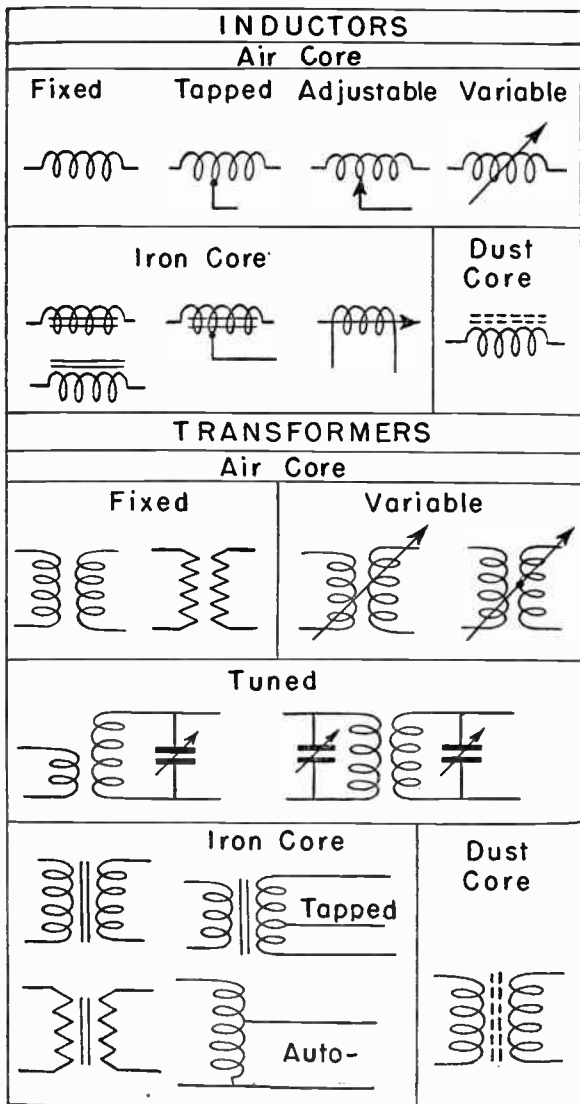 INDUCTORS
Air Core
Fixed Tapped Adjustable Variable
Iron Core
Dust
Core
TRANSFORMERS
Air Core
Fixed Variable
Tuned
Iron Core
Dust
Core
Tapped
Auto-